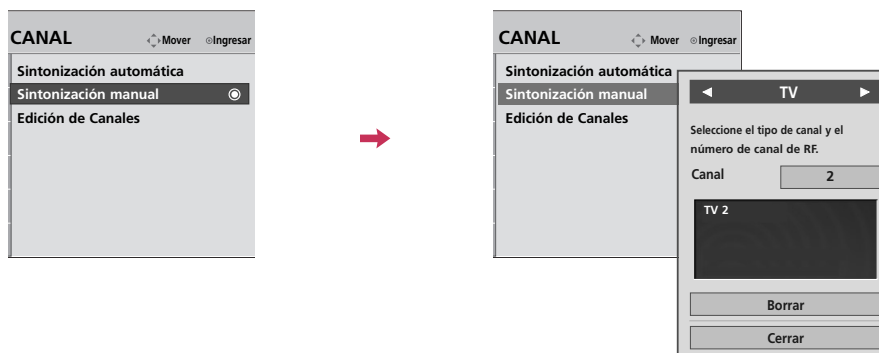 CANAL Mover Ingresar
Sintonización automática
Sintonización manual
Edición de Canales
CANAL Mover Ingresar
Sintonización automática
Sintonización manual
Edición de Canales
TV
Seleccione el tipo de canal y el
número de canal de RF.
Canal 2
TV 2
Borrar
Cerrar